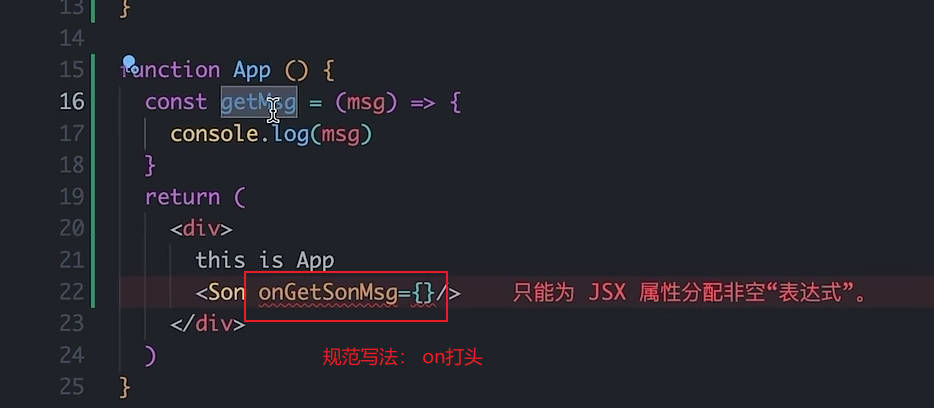 13 }
14
15 function App () {
16 const getMsg = (msg) => {
17 console.log(msg)
18 }
19 return (
20 <div>
21 this is App
22 <Son onGetSonMsg={}/> 只能为 JSX 属性分配非空“表达式”。
23 </div>
24 ) 规范写法： on打头
25 }